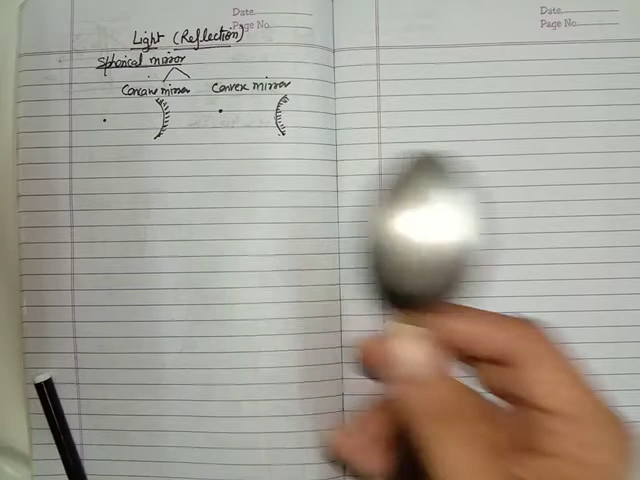 Date
Page No.
Date
Page No.
Light (Reflection)
Spherical mirror
Concave mirror Convex mirror